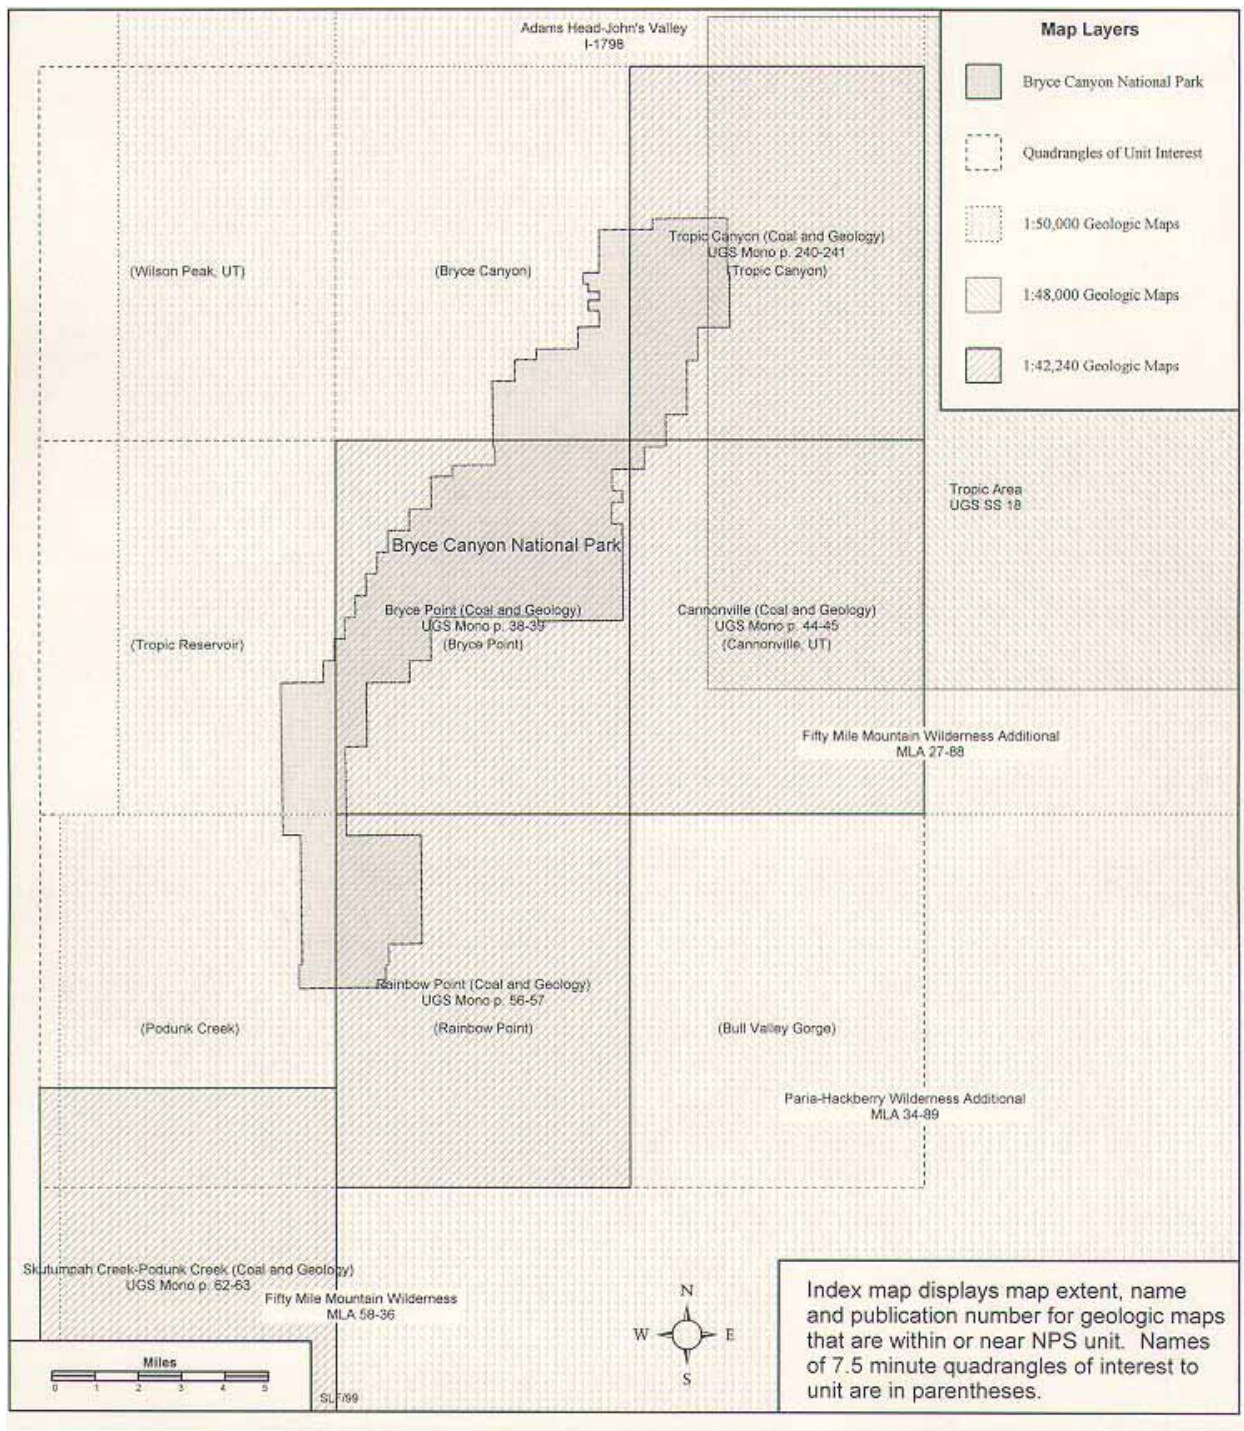 Adams Head-John's Valley
I-1798
Map Layers
Bryce Canyon National Park
Quadrangles of Unit Interest
1:50,000 Geologic Maps
1:48,000 Geologic Maps
1:42,240 Geologic Maps
(Wilson Peak, UT)
(Bryce Canyon)
Tropic Canyon (Coal and Geology)
UGS Mono p. 240-241
(Tropic Canyon)
Tropic Area
UGS SS 18
Bryce Canyon National Park
(Tropic Reservoir)
Bryce Point (Coal and Geology)
UGS Mono p. 38-39
(Bryce Point)
Cannonville (Coal and Geology)
UGS Mono p. 44-45
(Cannonville, UT)
Fifty Mile Mountain Wilderness Additional
MLA 27-88
Rainbow Point (Coal and Geology)
UGS Mono p. 56-57
(Podunk Creek)
(Rainbow Point)
(Bull Valley Gorge)
Paria-Hackberry Wilderness Additional
MLA 34-89
Skutumpah Creek-Podunk Creek (Coal and Geology)
UGS Mono p. 62-63
Fifty Mile Mountain Wilderness
MLA 58-36
N
W E
S
Index map displays map extent, name
and publication number for geologic maps
that are within or near NPS unit. Names
of 7.5 minute quadrangles of interest to
unit are in parentheses.
Miles
0 1 2 3 4 5
SLF/99